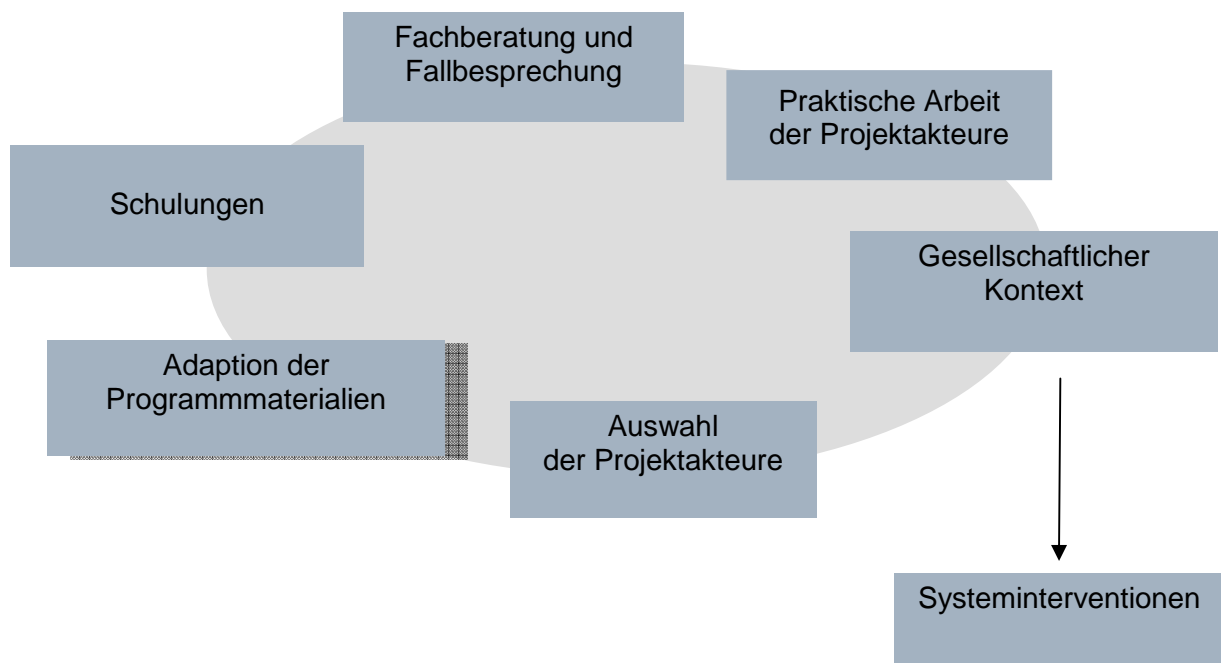 Fachberatung und
Fallbesprechung
Praktische Arbeit
der Projektakteure
Schulungen
Gesellschaftlicher
Kontext
Adaption der
Programmmaterialien
Auswahl
der Projektakteure
Systeminterventionen